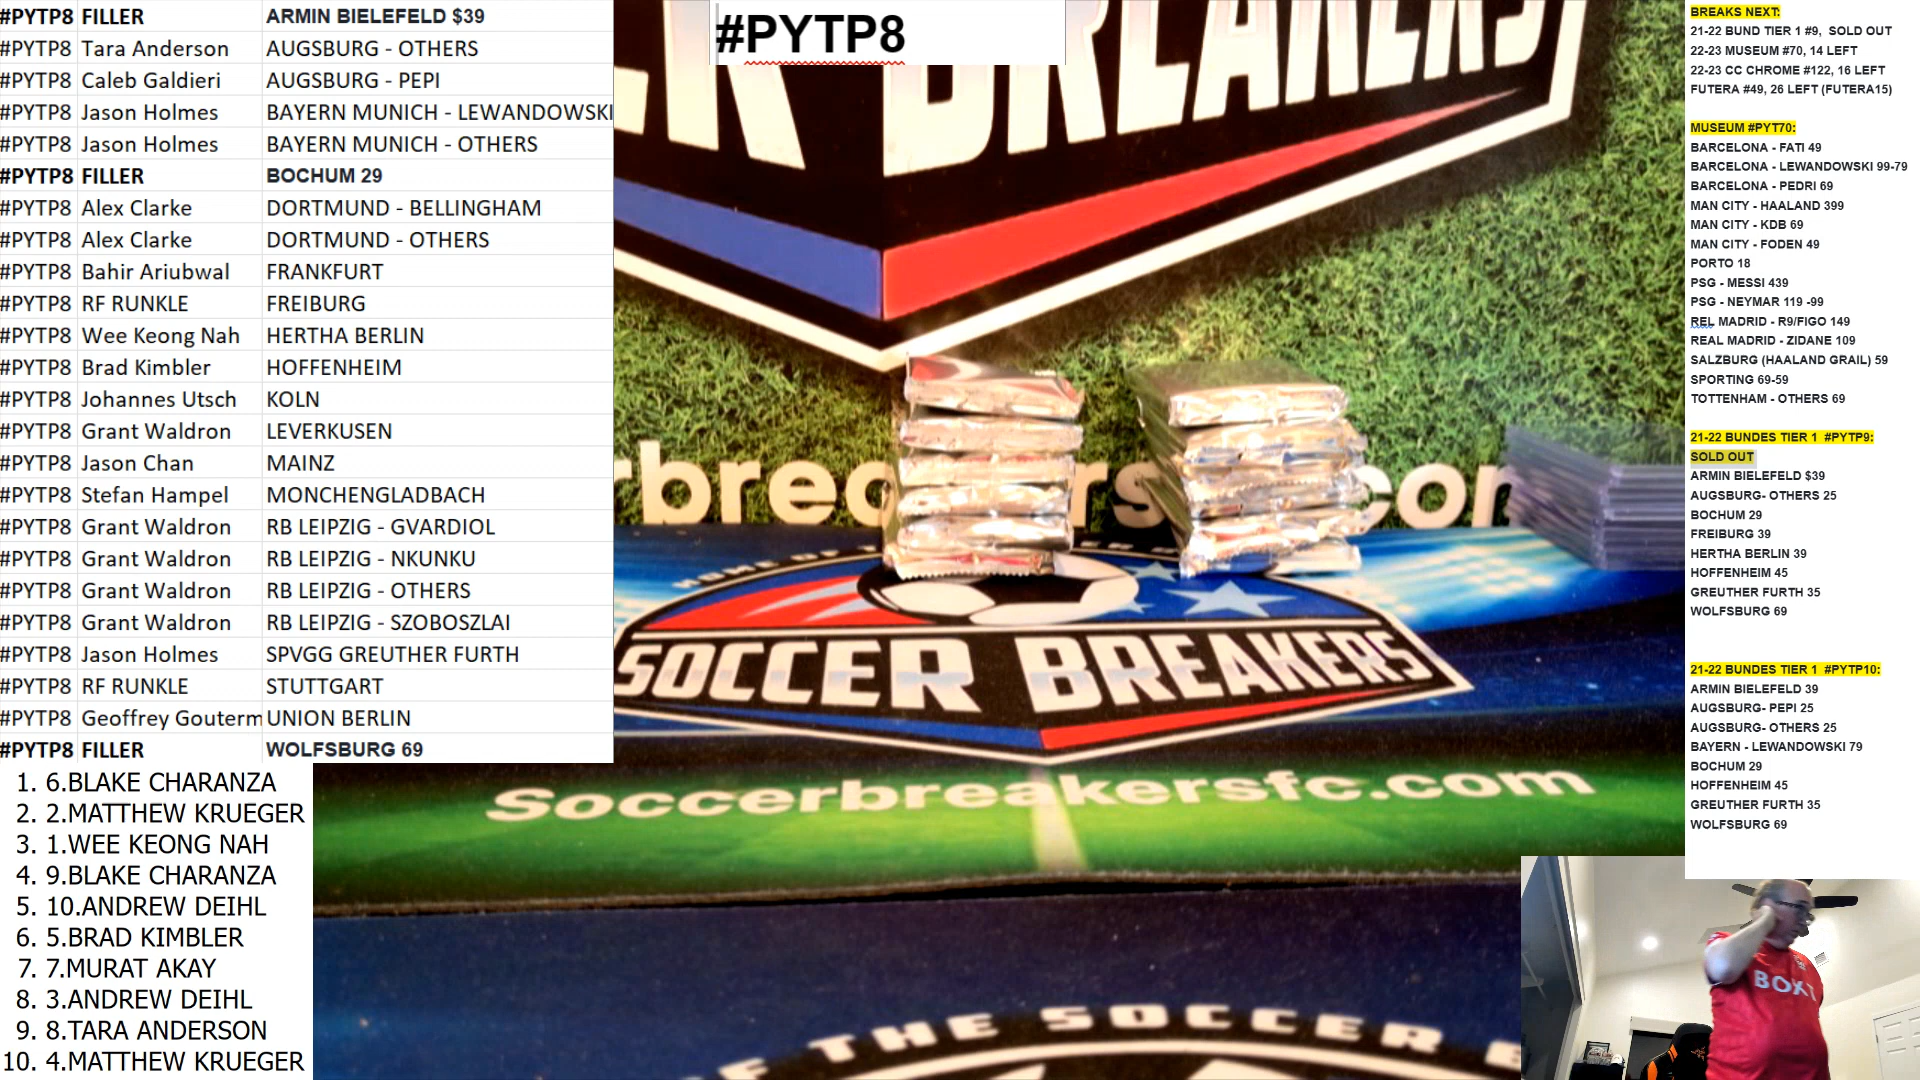 #PYTP8 FILLER ARMIN BIELEFELD $39
#PYTP8 Tara Anderson AUGSBURG - OTHERS
#PYTP8 Caleb Galdieri AUGSBURG - PEPI
#PYTP8 Jason Holmes BAYERN MUNICH - LEWANDOWSKI
#PYTP8 Jason Holmes BAYERN MUNICH - OTHERS
#PYTP8 FILLER BOCHUM 29
#PYTP8 Alex Clarke DORTMUND - BELLINGHAM
#PYTP8 Alex Clarke DORTMUND - OTHERS
#PYTP8 Bahir Ariubwal FRANKFURT
#PYTP8 RF RUNKLE FREIBURG
#PYTP8 Wee Keong Nah HERTHA BERLIN
#PYTP8 Brad Kimbler HOFFENHEIM
#PYTP8 Johannes Utsch KOLN
#PYTP8 Grant Waldron LEVERKUSEN
#PYTP8 Jason Chan MAINZ
#PYTP8 Stefan Hampel MONCHENGLADBACH
#PYTP8 Grant Waldron RB LEIPZIG - GVARDIOL
#PYTP8 Grant Waldron RB LEIPZIG - NKUNKU
#PYTP8 Grant Waldron RB LEIPZIG - OTHERS
#PYTP8 Grant Waldron RB LEIPZIG - SZOBOSZLAI
#PYTP8 Jason Holmes SPVGG GREUTHER FURTH
#PYTP8 RF RUNKLE STUTTGART
#PYTP8 Geoffrey Gouterm UNION BERLIN
#PYTP8 FILLER WOLFSBURG 69
1. 6.BLAKE CHARANZA
2. 2.MATTHEW KRUEGER
3. 1.WEE KEONG NAH
4. 9.BLAKE CHARANZA
5. 10.ANDREW DEIHL
6. 5.BRAD KIMBLER
7. 7.MURAT AKAY
8. 3.ANDREW DEIHL
9. 8.TARA ANDERSON
10. 4.MATTHEW KRUEGER
#PYTP8
ER BREAKERS
SOCCER BREAKERS
Soccerbreakersfc.com
OF THE SOCCER
BREAKS NEXT:
21-22 BUND TIER 1 #9, SOLD OUT
22-23 MUSEUM #70, 14 LEFT
22-23 CC CHROME #122, 16 LEFT
FUTERA #49, 26 LEFT (FUTERA15)
MUSEUM #PYT70:
BARCELONA - FATI 49
BARCELONA - LEWANDOWSKI 99-79
BARCELONA - PEDRI 69
MAN CITY - HAALAND 399
MAN CITY - KDB 69
MAN CITY - FODEN 49
PORTO 18
PSG - MESSI 439
PSG - NEYMAR 119 -99
REL MADRID - R9/FIGO 149
REAL MADRID - ZIDANE 109
SALZBURG (HAALAND GRAIL) 59
SPORTING 69-59
TOTTENHAM - OTHERS 69
21-22 BUNDES TIER 1 #PYTP9:
SOLD OUT
ARMIN BIELEFELD $39
AUGSBURG- OTHERS 25
BOCHUM 29
FREIBURG 39
HERTHA BERLIN 39
HOFFENHEIM 45
GREUTHER FURTH 35
WOLFSBURG 69
21-22 BUNDES TIER 1 #PYTP10:
ARMIN BIELEFELD 39
AUGSBURG- PEPI 25
AUGSBURG- OTHERS 25
BAYERN - LEWANDOWSKI 79
BOCHUM 29
HOFFENHEIM 45
GREUTHER FURTH 35
WOLFSBURG 69